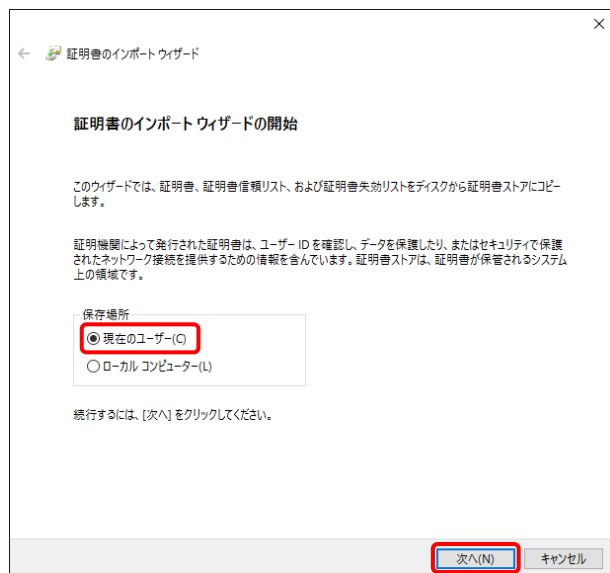 証明書のインポート ウィザード
証明書のインポート ウィザードの開始
このウィザードでは、証明書、証明書信頼リスト、および証明書失効リストをディスクから証明書ストアにコピー
します。
証明機関によって発行された証明書は、ユーザー ID を確認し、データを保護したり、またはセキュリティで保護
されたネットワーク接続を提供するための情報を含んでいます。証明書ストアは、証明書が保管されるシステム
上の領域です。
保存場所
現在のユーザー(C)
ローカル コンピューター(L)
続行するには、[次へ] をクリックしてください。
次へ(N)
キャンセル